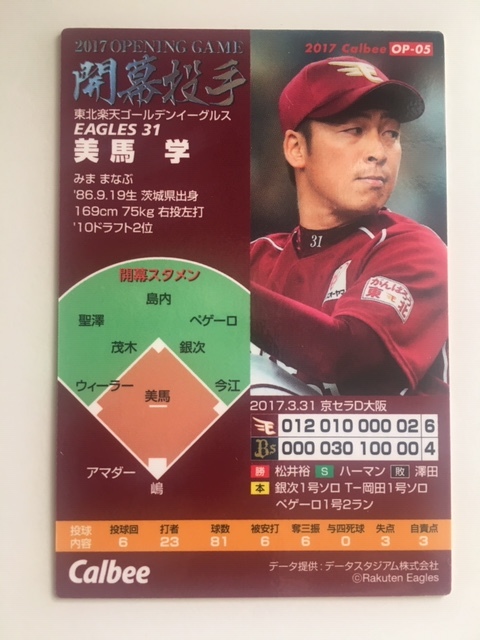 2017 OPENING GAME
2017 Calbee OP-05
開幕投手
東北楽天ゴールデンイーグルス
EAGLES 31
美馬 学
みま まなぶ
'86.9.19生 茨城県出身
169cm 75kg 右投左打
'10ドラフト2位
31
がんばろう
東北
開幕スタメン
島内
聖澤 ペゲーロ
茂木 銀次
ウィーラー 美馬 今江
アマダー
嶋
2017.3.31 京セラD大阪
E 012 010 000 02 6
Bs 000 030 100 00 4
勝 松井裕 S ハーマン 敗 澤田
本 銀次1号ソロ T-岡田1号ソロ
ペゲーロ1号2ラン
投球内容 投球回 打者 球数 被安打 奪三振 与四死球 失点 自責点
6 23 81 6 6 0 3 3
Calbee
データ提供:データスタジアム株式会社
©Rakuten Eagles